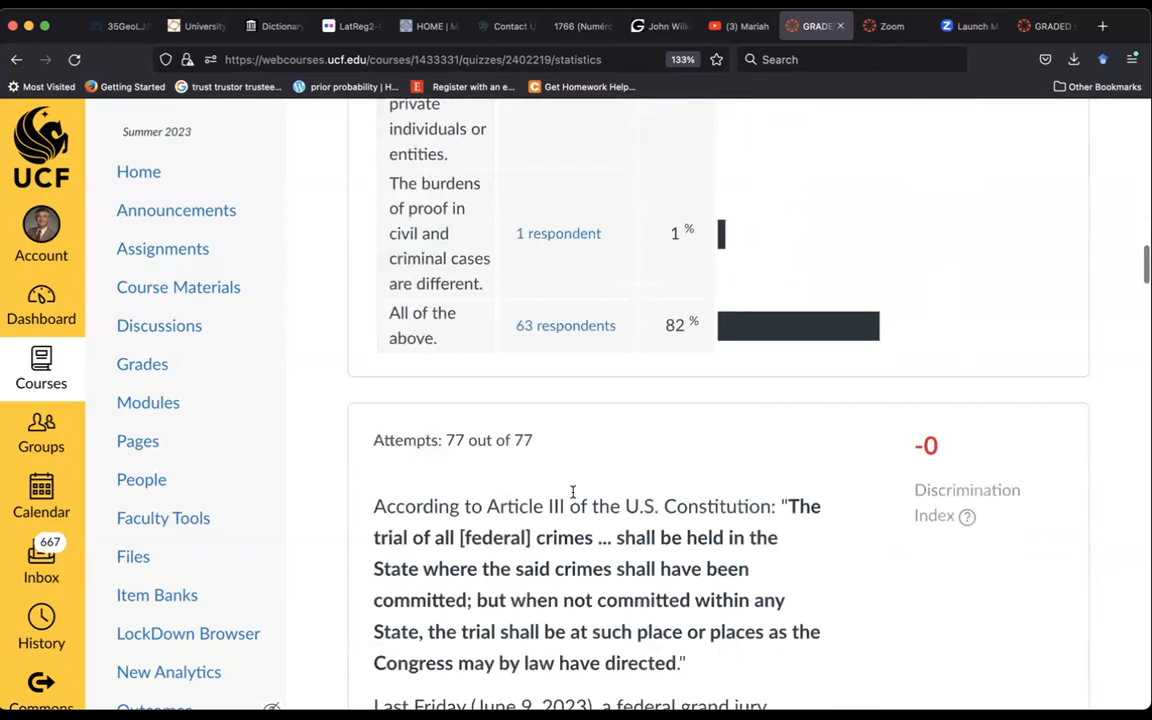 35GeoLJ
University
Dictionary
LatReg2-
HOME | M
Contact U
1766 (Numéro
John Wilk
(3) Mariah
GRADE
Zoom
Launch M
GRADED
https://webcourses.ucf.edu/courses/1433331/quizzes/2402219/statistics
133%
Search
Most Visited
Getting Started
trust trustor trustee...
prior probability | H...
Register with an e...
Get Homework Help...
Other Bookmarks
UCF
Account
Dashboard
Courses
Groups
Calendar
667
Inbox
History
Commons
Summer 2023
Home
Announcements
Assignments
Course Materials
Discussions
Grades
Modules
Pages
People
Faculty Tools
Files
Item Banks
LockDown Browser
New Analytics
Outcomes
private
individuals or
entities.
The burdens
of proof in
civil and
criminal cases
are different.
1 respondent
1 %
All of the
above.
63 respondents
82 %
Attempts: 77 out of 77
-0
Discrimination
Index ?
According to Article III of the U.S. Constitution: "The
trial of all [federal] crimes ... shall be held in the
State where the said crimes shall have been
committed; but when not committed within any
State, the trial shall be at such place or places as the
Congress may by law have directed."
Last Friday (June 9, 2023), a federal grand jury